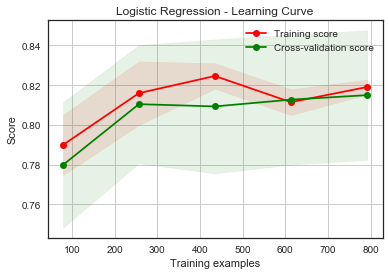 Logistic Regression - Learning Curve
Training score
Cross-validation score
0.84
0.82
0.80
0.78
0.76
Score
100 200 300 400 500 600 700 800
Training examples